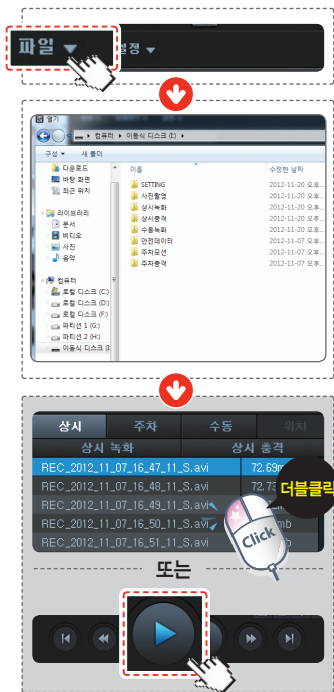 파일 ▼ 설정 ▼
열기
컴퓨터 ▸ 이동식 디스크 (I:) ▸
구성 ▾ 새 폴더
이름 수정한 날짜
다운로드
바탕 화면
최근 위치
라이브러리
문서
비디오
사진
음악
컴퓨터
로컬 디스크 (C:)
로컬 디스크 (D:)
로컬 디스크 (F:)
파티션 1 (G:)
파티션 2 (H:)
이동식 디스크 (I:
SETTING 2012-11-20 오후...
사진촬영 2012-11-20 오후...
상시녹화 2012-11-20 오후...
상시충격 2012-11-20 오후...
수동녹화 2012-11-20 오후...
안전데이터 2012-11-07 오후...
주차모션 2012-11-07 오후...
주차충격 2012-11-07 오후...
상시 주차 수동 위치
상시 녹화 상시 충격
REC_2012_11_07_16_47_11_S.avi 72.69m
REC_2012_11_07_16_48_11_S.avi 72.73
REC_2012_11_07_16_49_11_S.avi
REC_2012_11_07_16_50_11_S.avi mb
REC_2012_11_07_16_51_11_S.avi b
더블클릭
Click
또는